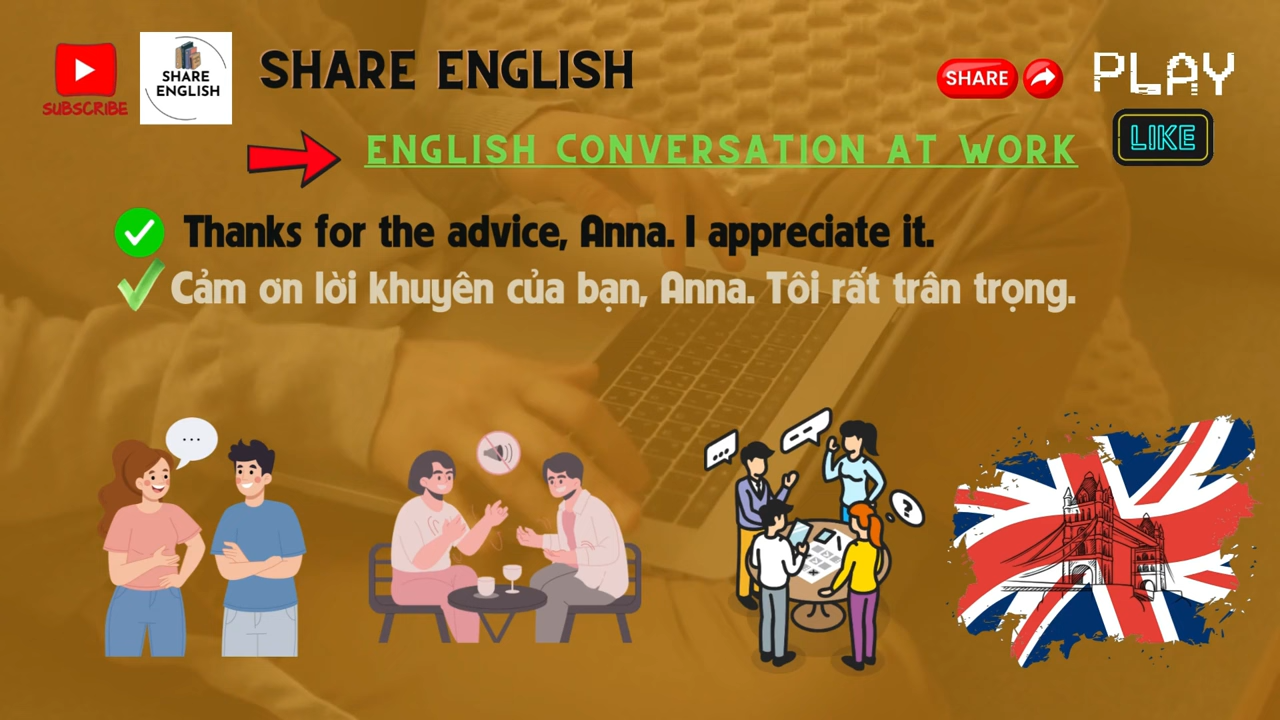 SUBSCRIBE
SHARE
ENGLISH
SHARE ENGLISH
SHARE
PLAY
LIKE
ENGLISH CONVERSATION AT WORK
Thanks for the advice, Anna. I appreciate it.
Cảm ơn lời khuyên của bạn, Anna. Tôi rất trân trọng.
...
?